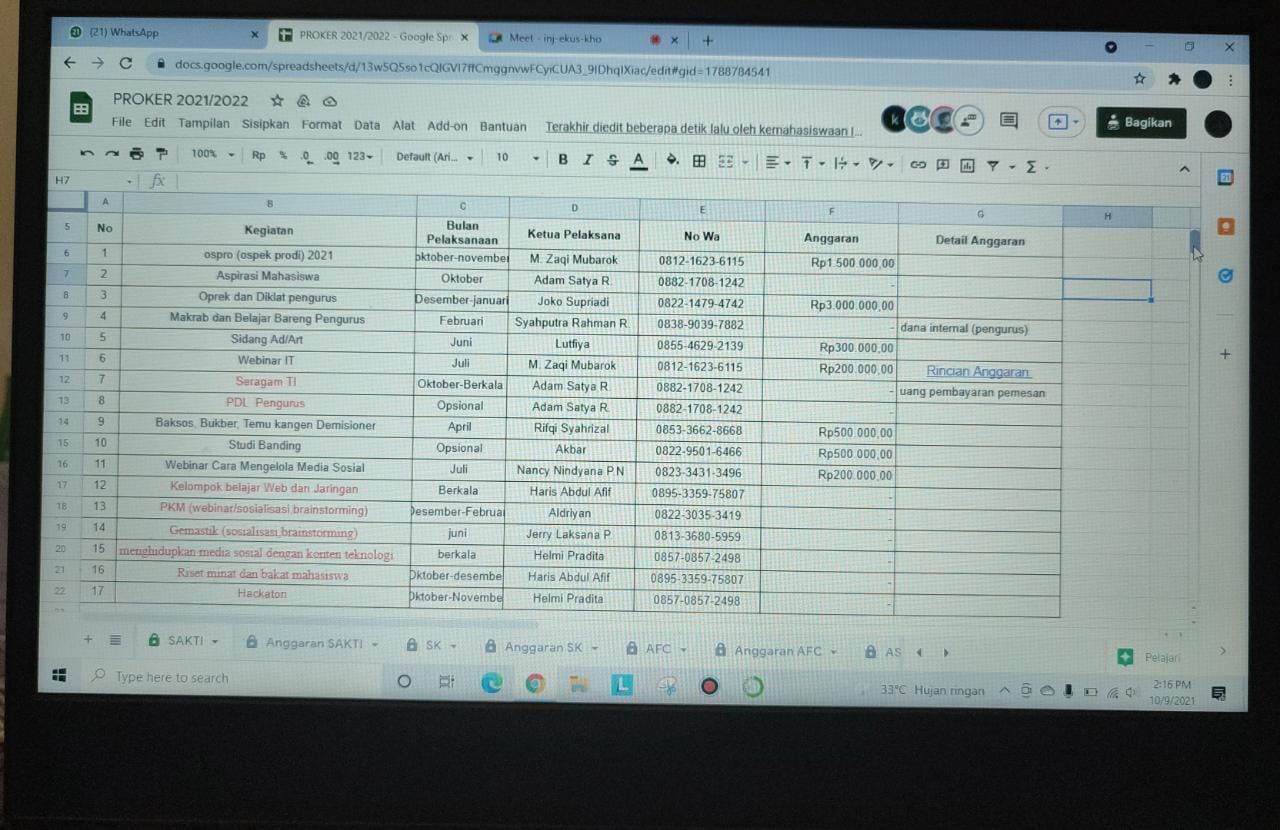 (21) WhatsApp
PROKER 2021/2022 - Google Spr
Meet - inj-ekus-kho
docs.google.com/spreadsheets/d/13w5Q5so1cQIGVI7ffCmggnvwFCyiCUA3_9IDhqIXiac/edit#gid=1788784541
PROKER 2021/2022
File Edit Tampilan Sisipkan Format Data Alat Add-on Bantuan Terakhir diedit beberapa detik lalu oleh kemahasiswaan I...
Bagikan
100% Rp % .0 .00 123 Default (Ari... 10 B I S A
H7 fx
A B C D E F G H
5 No Kegiatan Bulan Pelaksanaan Ketua Pelaksana No Wa Anggaran Detail Anggaran
6 1 ospro (ospek prodi) 2021 oktober-november M. Zaqi Mubarok 0812-1623-6115 Rp1.500.000,00
7 2 Aspirasi Mahasiswa Oktober Adam Satya R. 0882-1708-1242 -
8 3 Oprek dan Diklat pengurus Desember-januari Joko Supriadi 0822-1479-4742 Rp3.000.000,00
9 4 Makrab dan Belajar Bareng Pengurus Februari Syahputra Rahman R. 0838-9039-7882 - dana internal (pengurus)
10 5 Sidang Ad/Art Juni Lutfiya 0855-4629-2139 Rp300.000,00
11 6 Webinar IT Juli M. Zaqi Mubarok 0812-1623-6115 Rp200.000,00 Rincian Anggaran
12 7 Seragam TI Oktober-Berkala Adam Satya R. 0882-1708-1242 - uang pembayaran pemesan
13 8 PDL Pengurus Opsional Adam Satya R. 0882-1708-1242 -
14 9 Baksos, Bukber, Temu kangen Demisioner April Rifqi Syahrizal 0853-3662-8668 Rp500.000,00
15 10 Studi Banding Opsional Akbar 0822-9501-6466 Rp500.000,00
16 11 Webinar Cara Mengelola Media Sosial Juli Nancy Nindyana P.N 0823-3431-3496 Rp200.000,00
17 12 Kelompok belajar Web dan Jaringan Berkala Haris Abdul Afif 0895-3359-75807 -
18 13 PKM (webinar/sosialisasi,brainstorming) Desember-Februar Aldriyan 0822-3035-3419 -
19 14 Gemastik (sosialisasi,brainstorming) juni Jerry Laksana P. 0813-3680-5959 -
20 15 menghidupkan media sosial dengan konten teknologi berkala Helmi Pradita 0857-0857-2498 -
21 16 Riset minat dan bakat mahasiswa Oktober-desembe Haris Abdul Afif 0895-3359-75807 -
22 17 Hackaton Oktober-Novembe Helmi Pradita 0857-0857-2498 -
SAKTI Anggaran SAKTI SK Anggaran SK AFC Anggaran AFC AS
Pelajari
Type here to search
33°C Hujan ringan
2:16 PM
10/9/2021